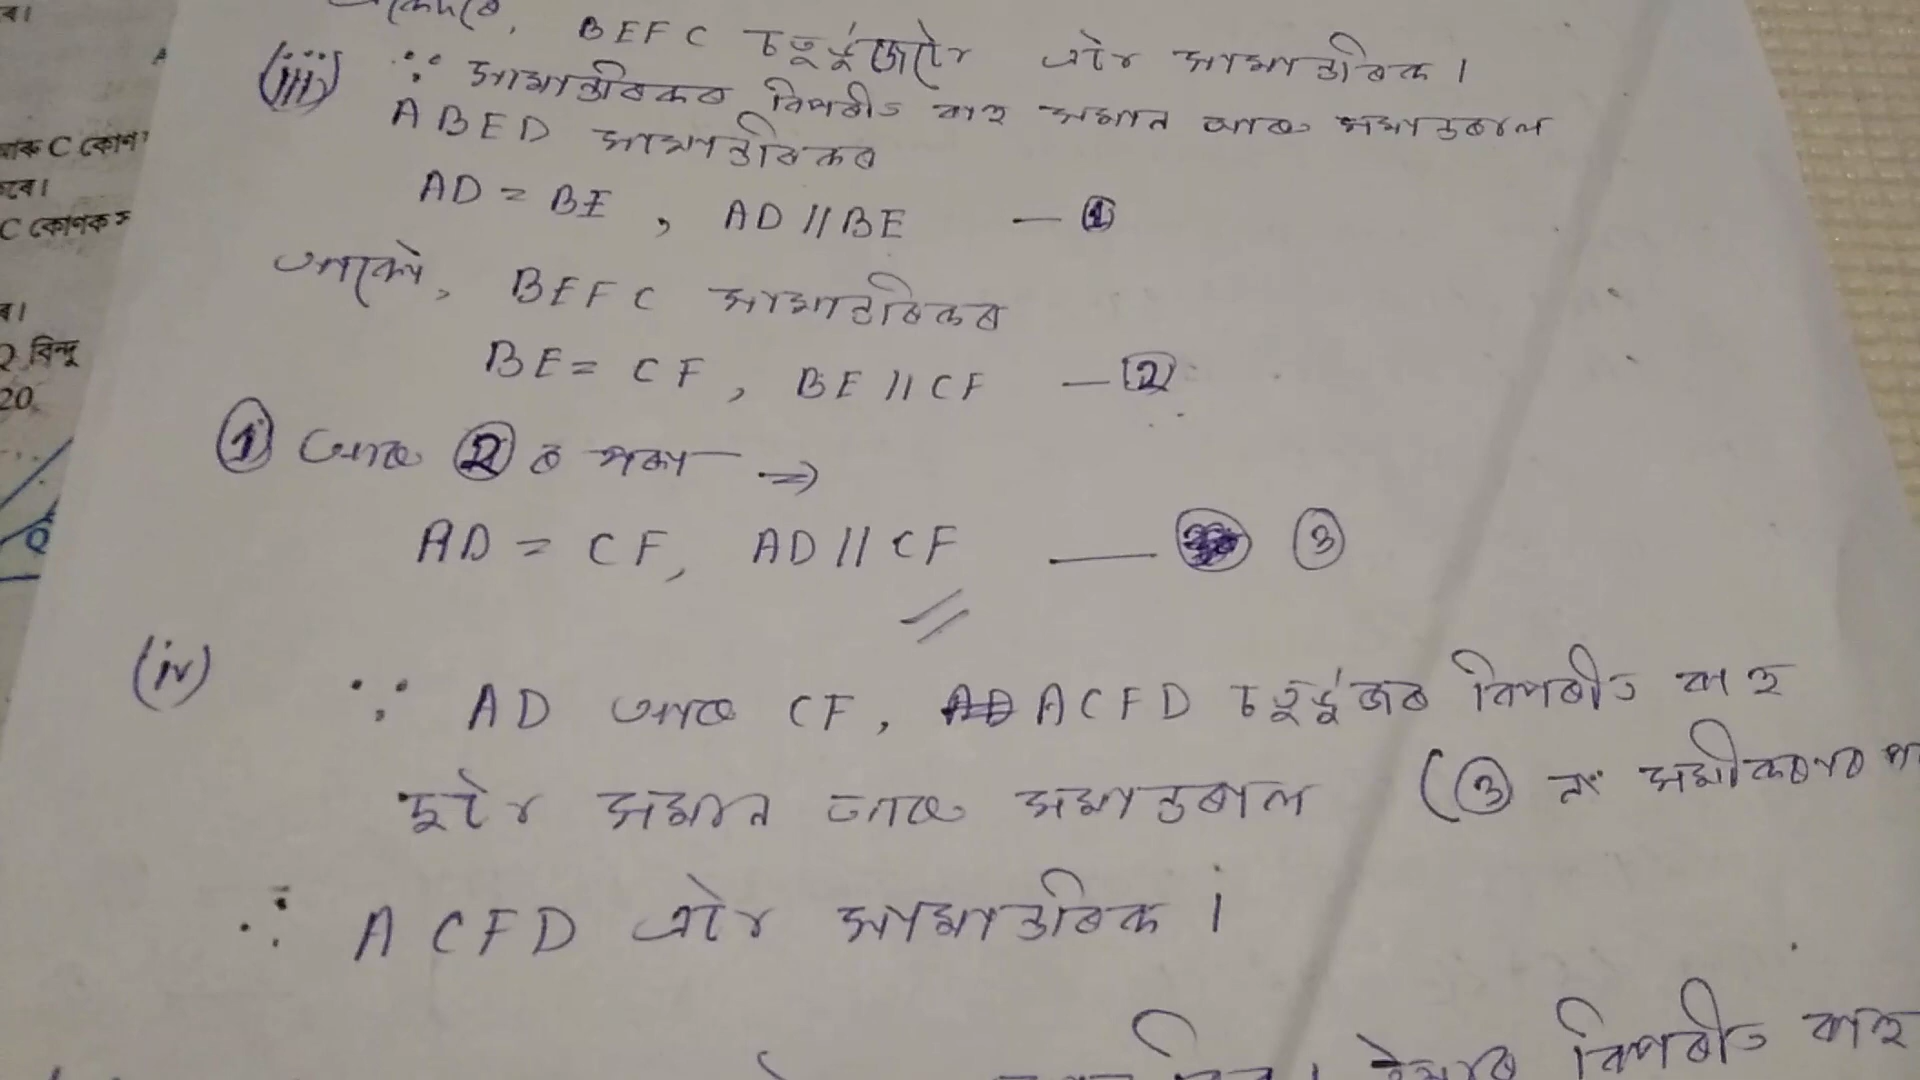 BEFC চতুৰ্ভুজটো এটা সামান্তৰিক।
(iii) ∵ সামান্তৰিকৰ বিপৰীত বাহু সমান আৰু সমান্তৰাল
ABED সামান্তৰিকৰ
AD = BE , AD // BE — ①
আকৌ, BEFC সামান্তৰিকৰ
BE = CF , BE // CF — 2
① আৰু ② ৰ পৰা ⇒
AD = CF, AD // CF — ③
(iv) ∵ AD আৰু CF, ACFD চতুৰ্ভুজৰ বিপৰীত বাহু
দুটা সমান আৰু সমান্তৰাল (③ নং সমীকৰণৰ
∴ ACFD এটা সামান্তৰিক।
বিপৰীত বাহু
আৰু C কোণ
C কোণক
ৰ।
বিন্দু
20
Q